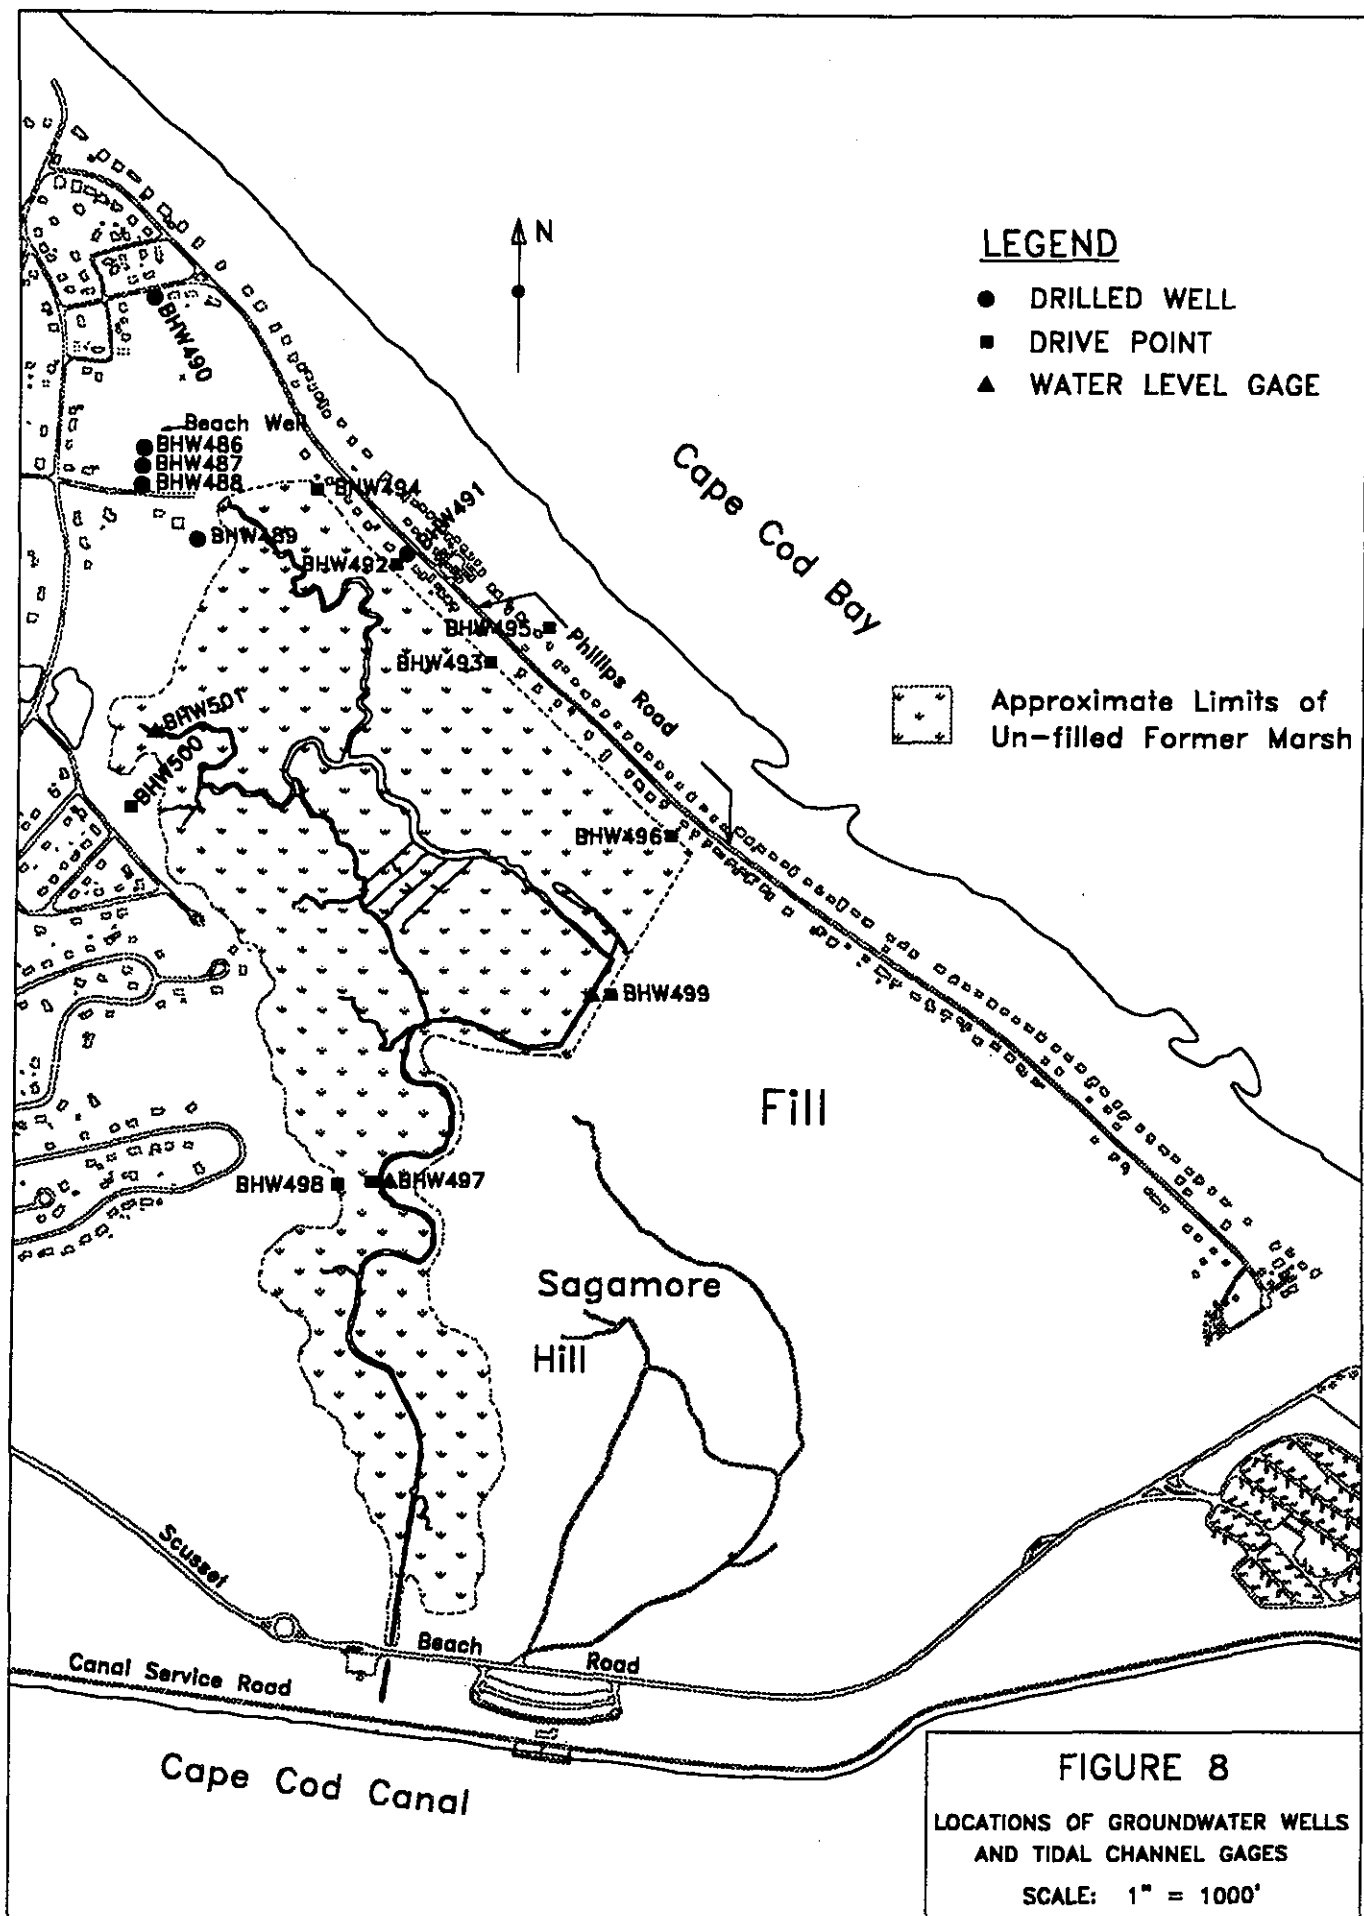 N
LEGEND
DRILLED WELL
DRIVE POINT
WATER LEVEL GAGE
BHW490
Beach Well
BHW486
BHW487
BHW488
BHW489
BHW494
BHW492
Cape Cod Bay
BHW495
BHW493
Phillips Road
Approximate Limits of
Un-filled Former Marsh
BHW501
BHW500
BHW496
BHW499
Fill
BHW498
BHW497
Sagamore
Hill
Scusset
Beach
Road
Canal Service Road
Cape Cod Canal
FIGURE 8
LOCATIONS OF GROUNDWATER WELLS
AND TIDAL CHANNEL GAGES
SCALE: 1" = 1000'